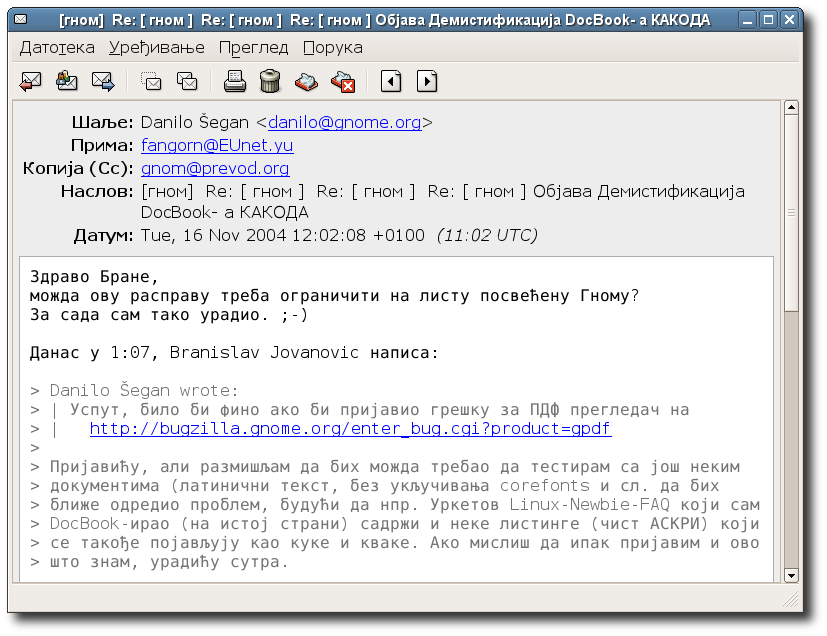 [гном] Re: [ гном ] Re: [ гном ] Re: [ гном ] Објава Демистификација DocBook- а КАКОДА
Датотека Уређивање Преглед Порука
Шаље: Danilo Šegan <danilo@gnome.org>
Прима: fangorn@EUnet.yu
Копија (Cc): gnom@prevod.org
Наслов: [гном] Re: [ гном ] Re: [ гном ] Re: [ гном ] Објава Демистификација
DocBook- а КАКОДА
Датум: Tue, 16 Nov 2004 12:02:08 +0100 (11:02 UTC)
Здраво Бране,
можда ову расправу треба ограничити на листу посвећену Гному?
За сада сам тако урадио. ;-)
Данас у 1:07, Branislav Jovanovic написа:
> Danilo Šegan wrote:
> | Успут, било би фино ако би пријавио грешку за ПДФ прегледач на
> | http://bugzilla.gnome.org/enter_bug.cgi?product=gpdf
>
> Пријавићу, али размишљам да бих можда требао да тестирам са још неким
> документима (латинични текст, без укључивања corefonts и сл. да бих
> ближе одредио проблем, будући да нпр. Уркетов Linux-Newbie-FAQ који сам
> DocBook-ирао (на истој страни) садржи и неке листинге (чист АСКРИ) који
> се такође појављују као куке и кваке. Ако мислиш да ипак пријавим и ово
> што знам, урадићу сутра.